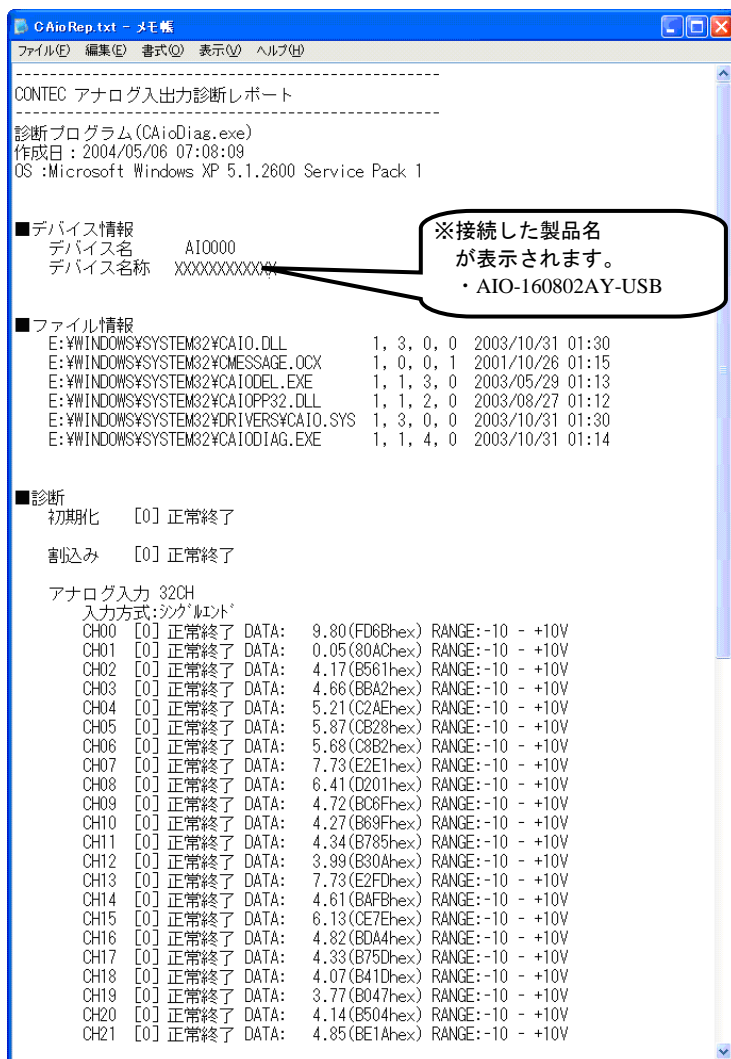 CAioRep.txt - メモ帳
ファイル(F) 編集(E) 書式(O) 表示(V) ヘルプ(H)
--------------------------------------------------
CONTEC アナログ入出力診断レポート
--------------------------------------------------
診断プログラム(CAioDiag.exe)
作成日:2004/05/06 07:08:09
OS :Microsoft Windows XP 5.1.2600 Service Pack 1
■デバイス情報
デバイス名 AIO000
デバイス名称 XXXXXXXXXXXX
※接続した製品名
が表示されます。
・AIO-160802AY-USB
■ファイル情報
E:¥WINDOWS¥SYSTEM32¥CAIO.DLL 1, 3, 0, 0 2003/10/31 01:30
E:¥WINDOWS¥SYSTEM32¥CMESSAGE.OCX 1, 0, 0, 1 2001/10/26 01:15
E:¥WINDOWS¥SYSTEM32¥CAIODEL.EXE 1, 1, 3, 0 2003/05/29 01:13
E:¥WINDOWS¥SYSTEM32¥CAIOPP32.DLL 1, 1, 2, 0 2003/08/27 01:12
E:¥WINDOWS¥SYSTEM32¥DRIVERS¥CAIO.SYS 1, 3, 0, 0 2003/10/31 01:30
E:¥WINDOWS¥SYSTEM32¥CAIODIAG.EXE 1, 1, 4, 0 2003/10/31 01:14
■診断
初期化 [0] 正常終了
割込み [0] 正常終了
アナログ入力 32CH
入力方式:シングルエンド
CH00 [0] 正常終了 DATA: 9.80(FD6Bhex) RANGE:-10 - +10V
CH01 [0] 正常終了 DATA: 0.05(80AChex) RANGE:-10 - +10V
CH02 [0] 正常終了 DATA: 4.17(B561hex) RANGE:-10 - +10V
CH03 [0] 正常終了 DATA: 4.66(BBA2hex) RANGE:-10 - +10V
CH04 [0] 正常終了 DATA: 5.21(C2AEhex) RANGE:-10 - +10V
CH05 [0] 正常終了 DATA: 5.87(CB28hex) RANGE:-10 - +10V
CH06 [0] 正常終了 DATA: 5.68(C8B2hex) RANGE:-10 - +10V
CH07 [0] 正常終了 DATA: 7.73(E2E1hex) RANGE:-10 - +10V
CH08 [0] 正常終了 DATA: 6.41(D201hex) RANGE:-10 - +10V
CH09 [0] 正常終了 DATA: 4.72(BC6Fhex) RANGE:-10 - +10V
CH10 [0] 正常終了 DATA: 4.27(B69Fhex) RANGE:-10 - +10V
CH11 [0] 正常終了 DATA: 4.34(B785hex) RANGE:-10 - +10V
CH12 [0] 正常終了 DATA: 3.99(B30Ahex) RANGE:-10 - +10V
CH13 [0] 正常終了 DATA: 7.73(E2FDhex) RANGE:-10 - +10V
CH14 [0] 正常終了 DATA: 4.61(BAFBhex) RANGE:-10 - +10V
CH15 [0] 正常終了 DATA: 6.13(CE7Ehex) RANGE:-10 - +10V
CH16 [0] 正常終了 DATA: 4.82(BDA4hex) RANGE:-10 - +10V
CH17 [0] 正常終了 DATA: 4.33(B75Dhex) RANGE:-10 - +10V
CH18 [0] 正常終了 DATA: 4.07(B41Dhex) RANGE:-10 - +10V
CH19 [0] 正常終了 DATA: 3.77(B047hex) RANGE:-10 - +10V
CH20 [0] 正常終了 DATA: 4.14(B504hex) RANGE:-10 - +10V
CH21 [0] 正常終了 DATA: 4.85(BE1Ahex) RANGE:-10 - +10V